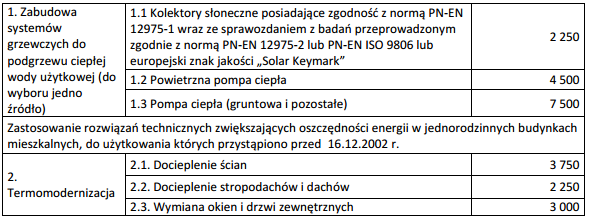 1. Zabudowa
systemów
grzewczych do
podgrzewu ciepłej
wody użytkowej (do
wyboru jedno
źródło)
1.1 Kolektory słoneczne posiadające zgodność z normą PN-EN
12975-1 wraz ze sprawozdaniem z badań przeprowadzonym
zgodnie z normą PN-EN 12975-2 lub PN-EN ISO 9806 lub
europejski znak jakości „Solar Keymark”
2 250
1.2 Powietrzna pompa ciepła
4 500
1.3 Pompa ciepła (gruntowa i pozostałe)
7 500
Zastosowanie rozwiązań technicznych zwiększających oszczędności energii w jednorodzinnych budynkach
mieszkalnych, do użytkowania których przystąpiono przed 16.12.2002 r.
2.
Termomodernizacja
2.1. Docieplenie ścian
3 750
2.2. Docieplenie stropodachów i dachów
2 250
2.3. Wymiana okien i drzwi zewnętrznych
3 000